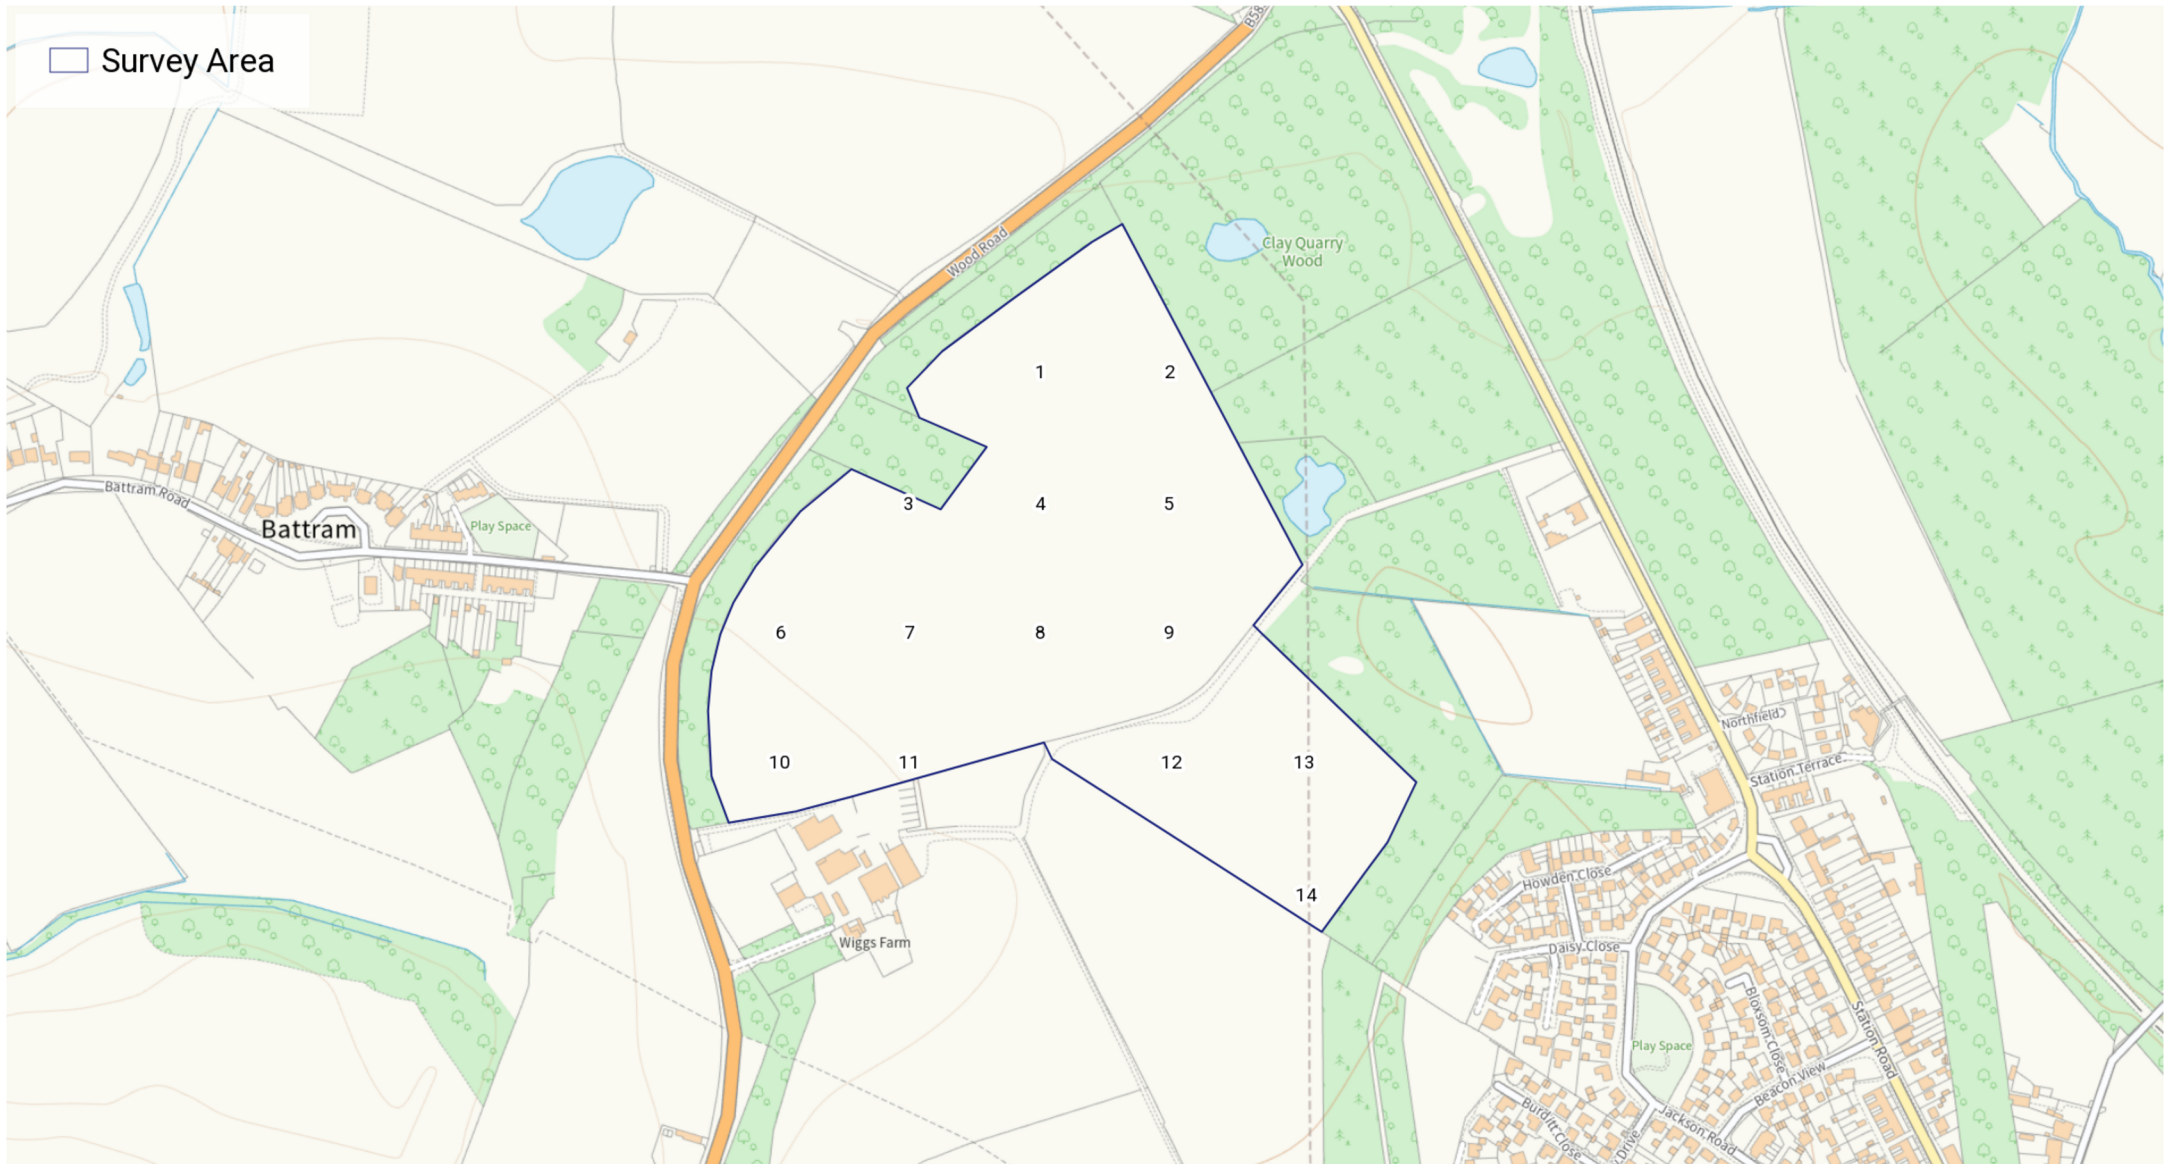 Survey Area
B58
Wood Road
Clay Quarry
Wood
1
2
Battram Road
Battram
Play Space
3
4
5
6
7
8
9
10
11
12
13
14
Northfield
Station Terrace
Wiggs Farm
Howden Close
Daisy Close
Bloxsom Close
Station Road
Play Space
Beacon View
Burditt Close
Drive
Jackson Road